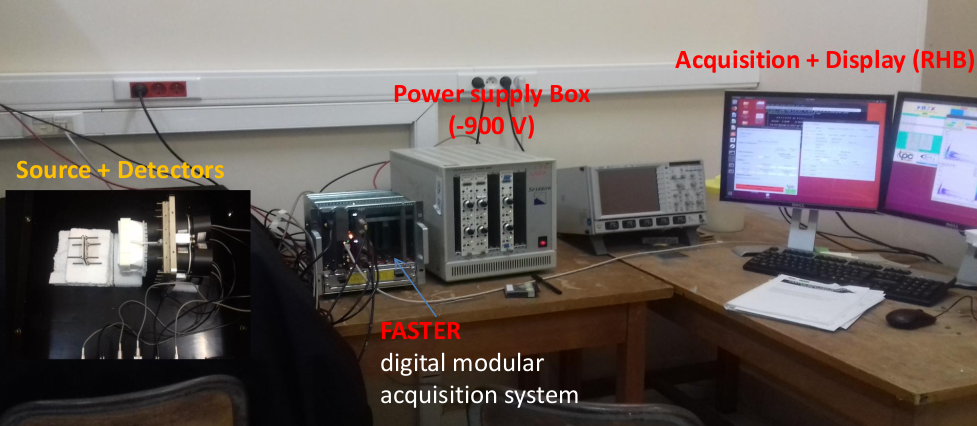 Acquisition + Display (RHB)
Power supply Box
(-900 V)
Source + Detectors
FASTER
digital modular
acquisition system